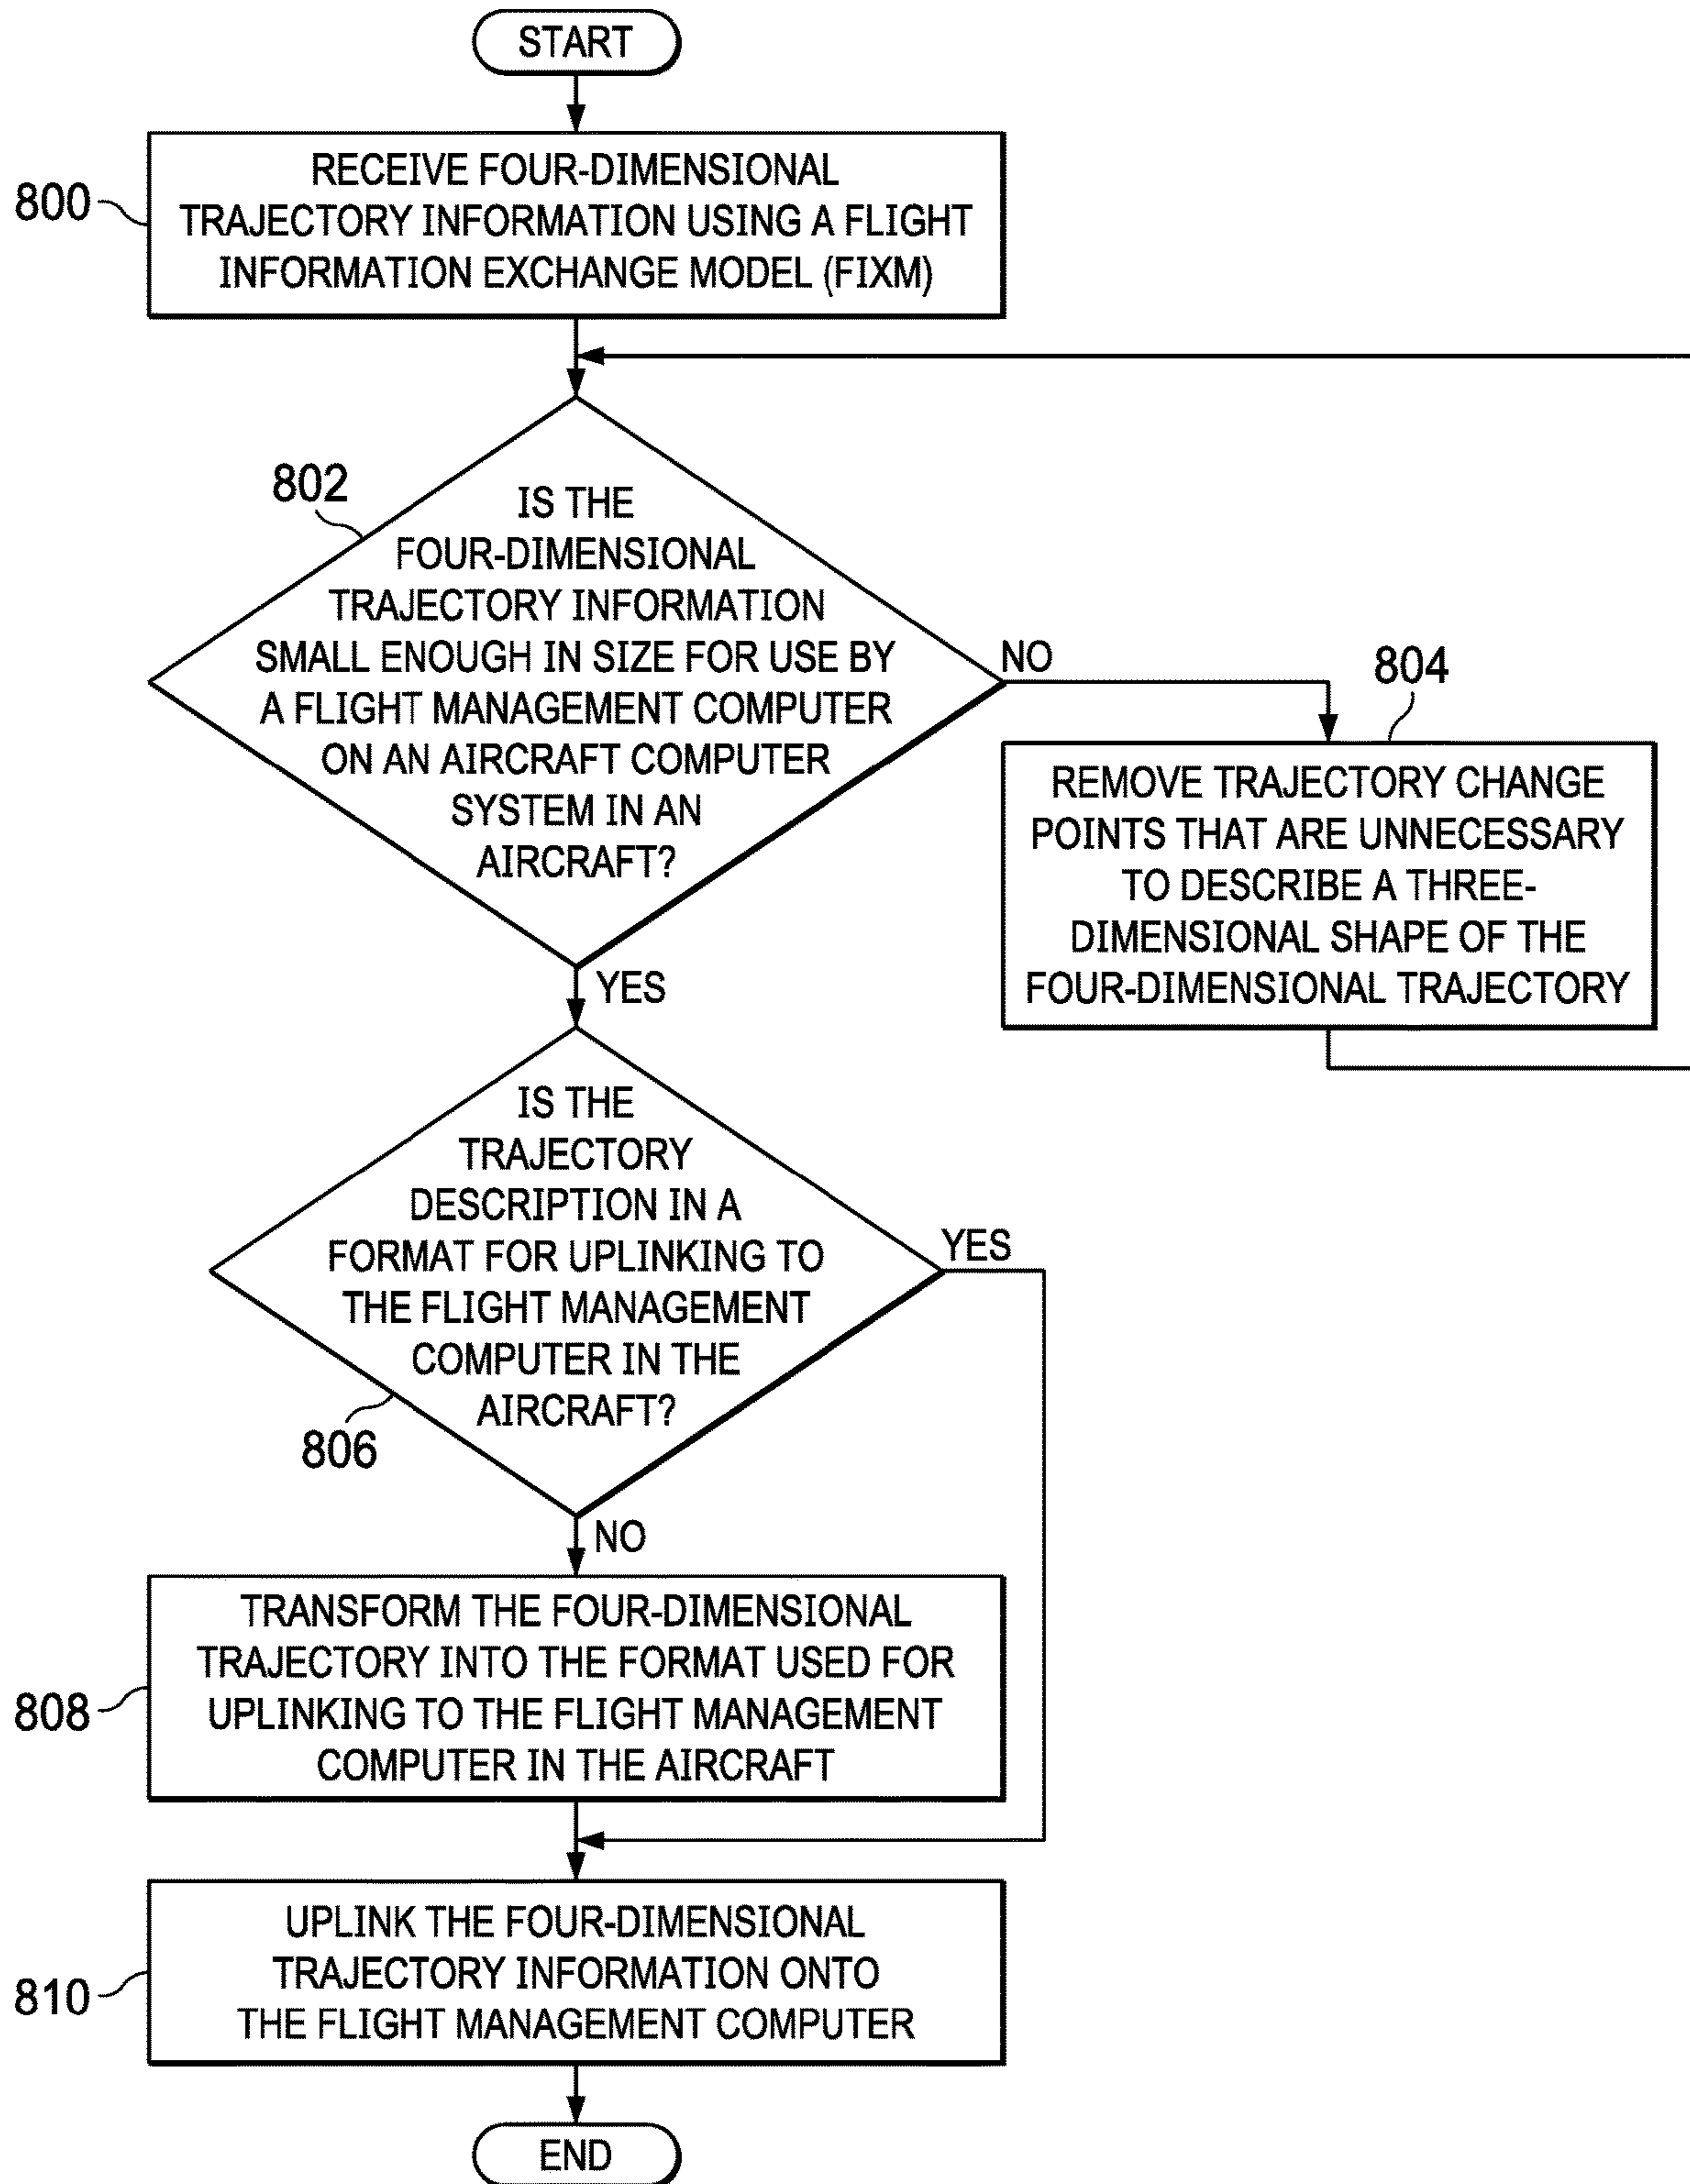 START
800
RECEIVE FOUR-DIMENSIONAL
TRAJECTORY INFORMATION USING A FLIGHT
INFORMATION EXCHANGE MODEL (FIXM)
802
IS THE
FOUR-DIMENSIONAL
TRAJECTORY INFORMATION
SMALL ENOUGH IN SIZE FOR USE BY
A FLIGHT MANAGEMENT COMPUTER
ON AN AIRCRAFT COMPUTER
SYSTEM IN AN
AIRCRAFT?
NO
804
REMOVE TRAJECTORY CHANGE
POINTS THAT ARE UNNECESSARY
TO DESCRIBE A THREE-
DIMENSIONAL SHAPE OF THE
FOUR-DIMENSIONAL TRAJECTORY
YES
IS THE
TRAJECTORY
DESCRIPTION IN A
FORMAT FOR UPLINKING TO
THE FLIGHT MANAGEMENT
COMPUTER IN THE
AIRCRAFT?
YES
806
NO
808
TRANSFORM THE FOUR-DIMENSIONAL
TRAJECTORY INTO THE FORMAT USED FOR
UPLINKING TO THE FLIGHT MANAGEMENT
COMPUTER IN THE AIRCRAFT
810
UPLINK THE FOUR-DIMENSIONAL
TRAJECTORY INFORMATION ONTO
THE FLIGHT MANAGEMENT COMPUTER
END